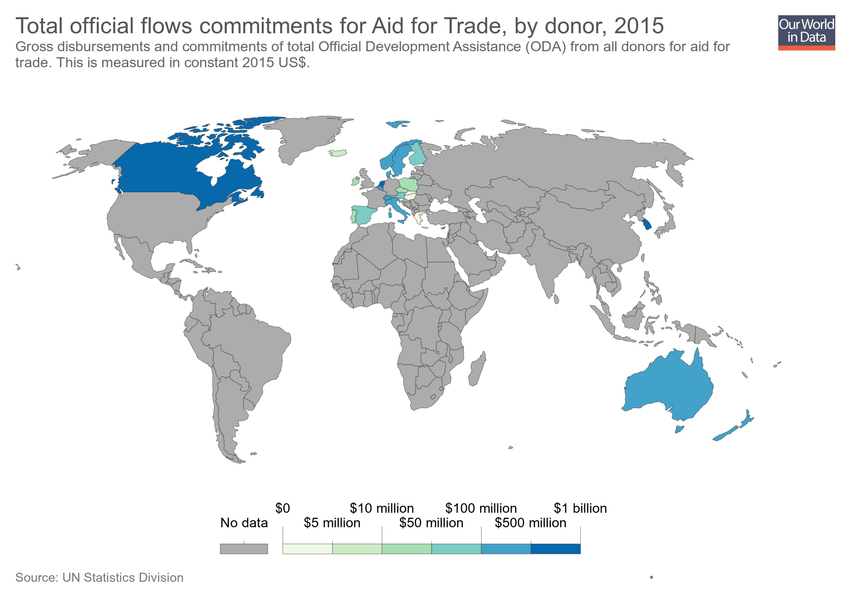 Total official flows commitments for Aid for Trade, by donor, 2015
Our World
in Data
Gross disbursements and commitments of total Official Development Assistance (ODA) from all donors for aid for
trade. This is measured in constant 2015 US$.
$0 $10 million $100 million $1 billion
No data $5 million $50 million $500 million
Source: UN Statistics Division